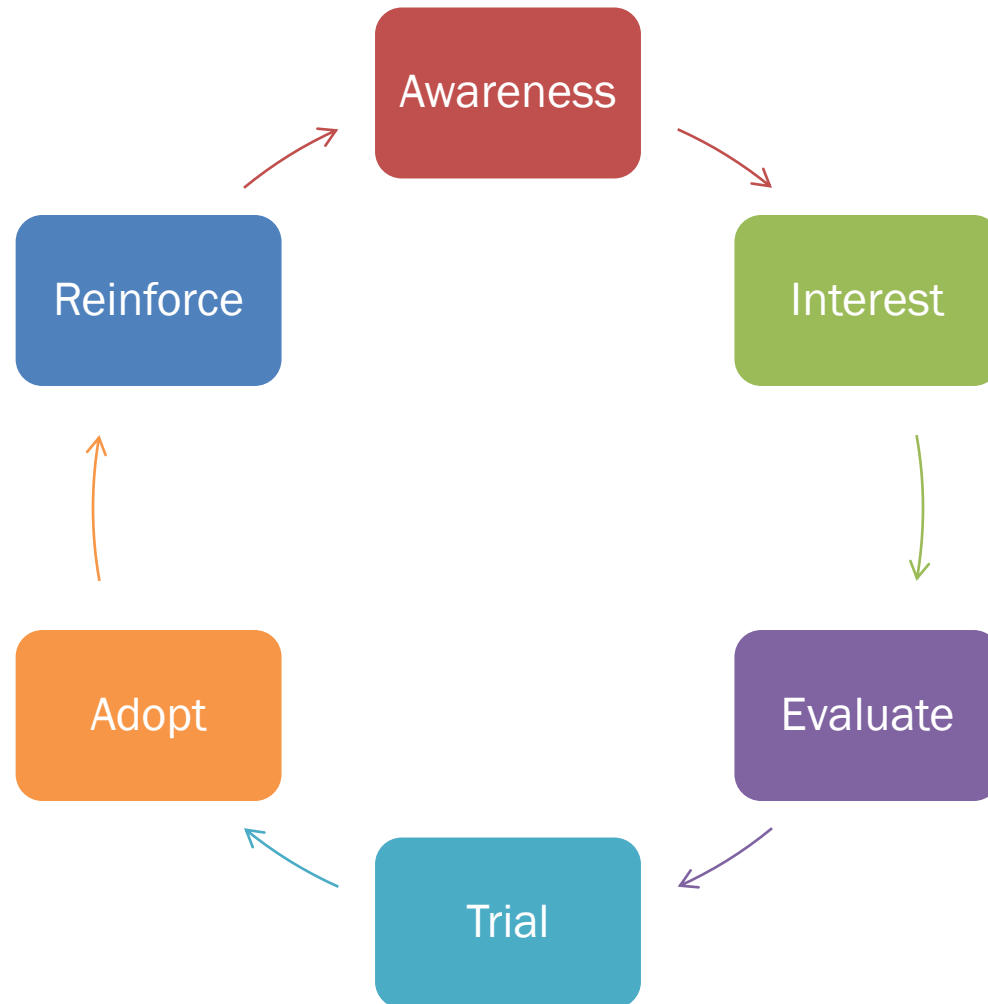 Awareness
Interest
Evaluate
Trial
Adopt
Reinforce